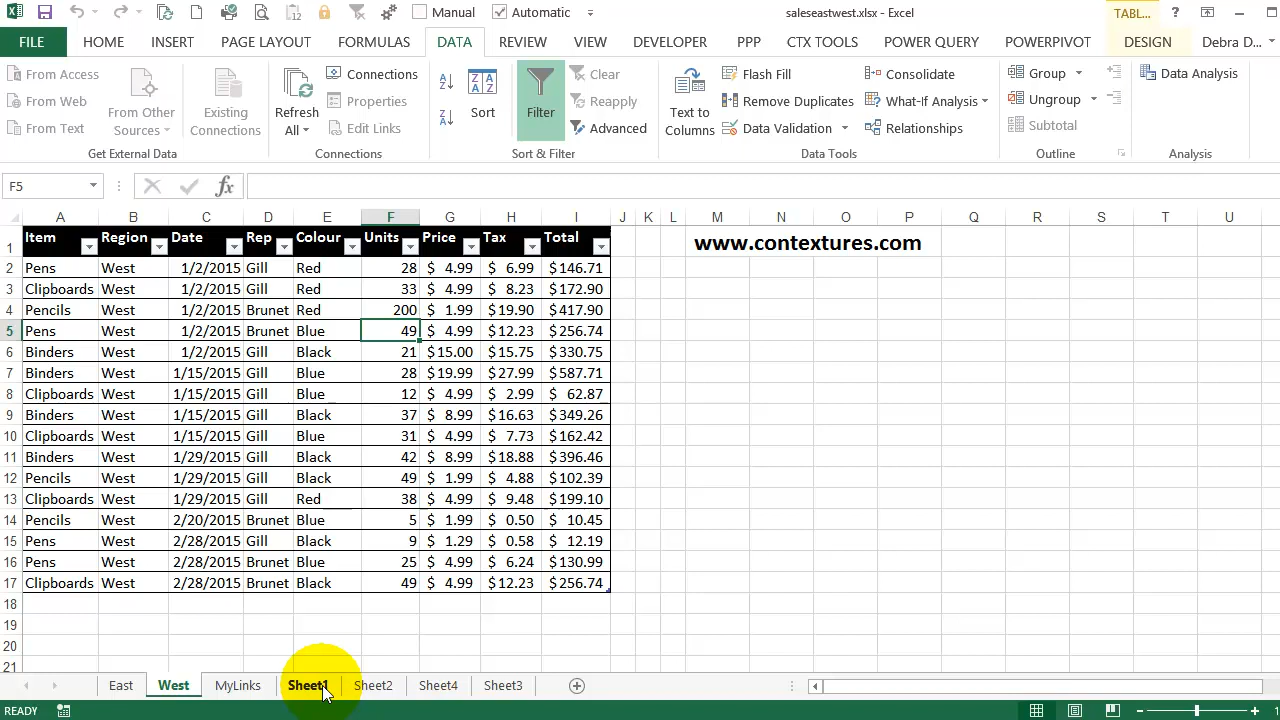 Manual
Automatic
saleseastwest.xlsx - Excel
TABL...
?
FILE
HOME
INSERT
PAGE LAYOUT
FORMULAS
DATA
REVIEW
VIEW
DEVELOPER
PPP
CTX TOOLS
POWER QUERY
POWERPIVOT
DESIGN
Debra D...
From Access
From Web
From Text
From Other Sources
Existing Connections
Get External Data
Refresh All
Connections
Properties
Edit Links
Connections
Sort
Filter
Clear
Reapply
Advanced
Sort & Filter
Text to Columns
Flash Fill
Remove Duplicates
Data Validation
Consolidate
What-If Analysis
Relationships
Data Tools
Group
Ungroup
Subtotal
Outline
Data Analysis
Analysis
F5
fx
A B C D E F G H I J K L M N O P Q R S T U
1 Item Region Date Rep Colour Units Price Tax Total www.contextures.com
2 Pens West 1/2/2015 Gill Red 28 $ 4.99 $ 6.99 $146.71
3 Clipboards West 1/2/2015 Gill Red 33 $ 4.99 $ 8.23 $172.90
4 Pencils West 1/2/2015 Brunet Red 200 $ 1.99 $19.90 $417.90
5 Pens West 1/2/2015 Brunet Blue 49 $ 4.99 $12.23 $256.74
6 Binders West 1/2/2015 Gill Black 21 $15.00 $15.75 $330.75
7 Binders West 1/15/2015 Gill Blue 28 $19.99 $27.99 $587.71
8 Clipboards West 1/15/2015 Gill Blue 12 $ 4.99 $ 2.99 $ 62.87
9 Binders West 1/15/2015 Gill Black 37 $ 8.99 $16.63 $349.26
10 Clipboards West 1/15/2015 Gill Blue 31 $ 4.99 $ 7.73 $162.42
11 Binders West 1/29/2015 Gill Black 42 $ 8.99 $18.88 $396.46
12 Pencils West 1/29/2015 Gill Black 49 $ 1.99 $ 4.88 $102.39
13 Clipboards West 1/29/2015 Gill Red 38 $ 4.99 $ 9.48 $199.10
14 Pencils West 2/20/2015 Brunet Blue 5 $ 1.99 $ 0.50 $ 10.45
15 Pens West 2/28/2015 Gill Black 9 $ 1.29 $ 0.58 $ 12.19
16 Pens West 2/28/2015 Brunet Blue 25 $ 4.99 $ 6.24 $130.99
17 Clipboards West 2/28/2015 Brunet Black 49 $ 4.99 $12.23 $256.74
18
19
20
21
East West MyLinks Sheet1 Sheet2 Sheet4 Sheet3
READY